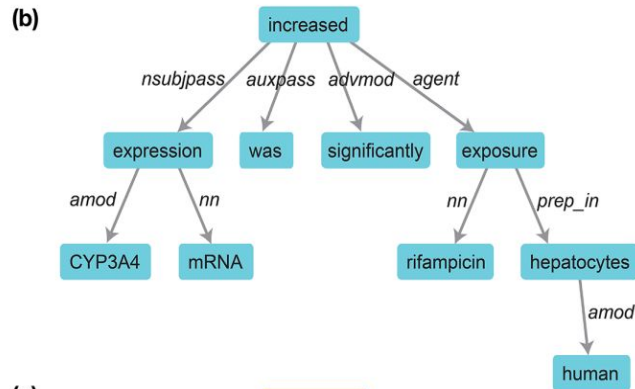 (b)
increased
nsubjpass auxpass advmod agent
expression was significantly exposure
amod nn nn prep_in
CYP3A4 mRNA rifampicin hepatocytes
amod
human